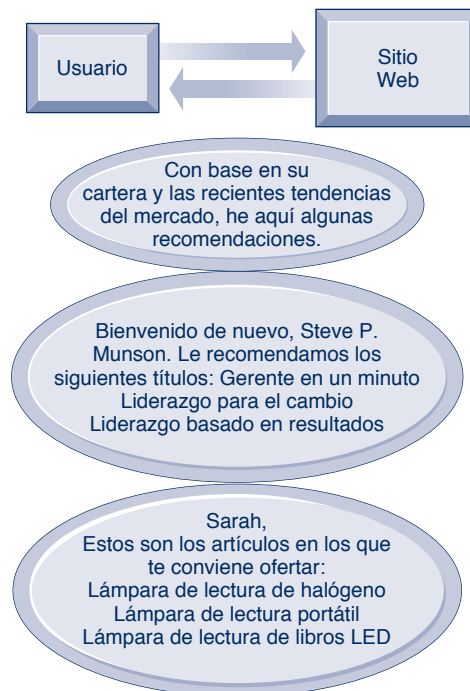 Usuario
Sitio
Web
Con base en su
cartera y las recientes tendencias
del mercado, he aquí algunas
recomendaciones.
Bienvenido de nuevo, Steve P.
Munson. Le recomendamos los
siguientes títulos: Gerente en un minuto
Liderazgo para el cambio
Liderazgo basado en resultados
Sarah,
Estos son los artículos en los que
te conviene ofertar:
Lámpara de lectura de halógeno
Lámpara de lectura portátil
Lámpara de lectura de libros LED